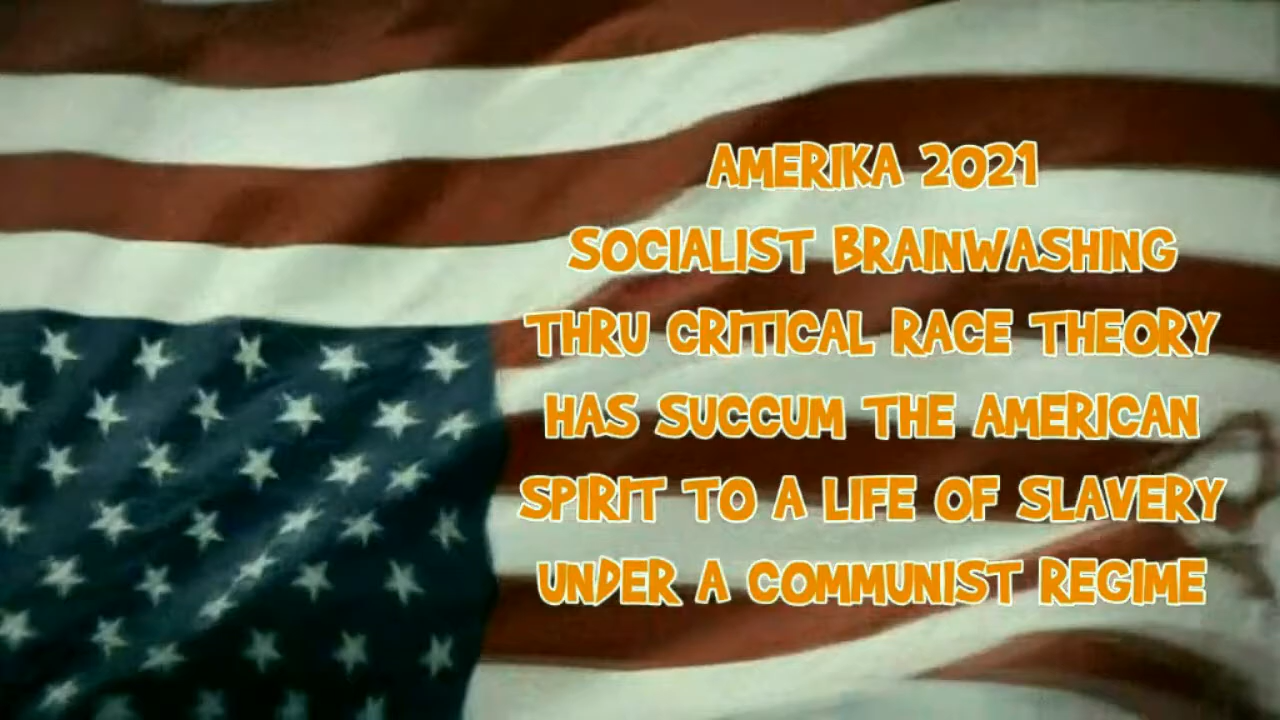 AMERIKA 2021
SOCIALIST BRAINWASHING
THRU CRITICAL RACE THEORY
HAS SUCCUM THE AMERICAN
SPIRIT TO A LIFE OF SLAVERY
UNDER A COMMUNIST REGIME